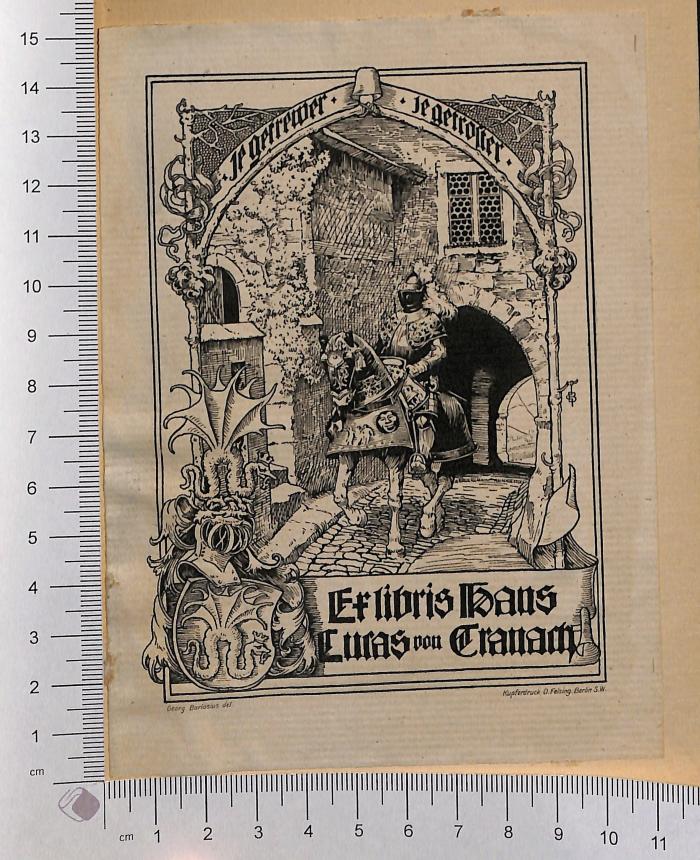 · Je getreuer · · je getroster ·
Ex libris Hans
Lucas von Cranach
Georg Barlösius del.
Kupferdruck O. Felsing. Berlin S.W.
15
14
13
12
11
10
9
8
7
6
5
4
3
2
1
cm
cm 1 2 3 4 5 6 7 8 9 10 11